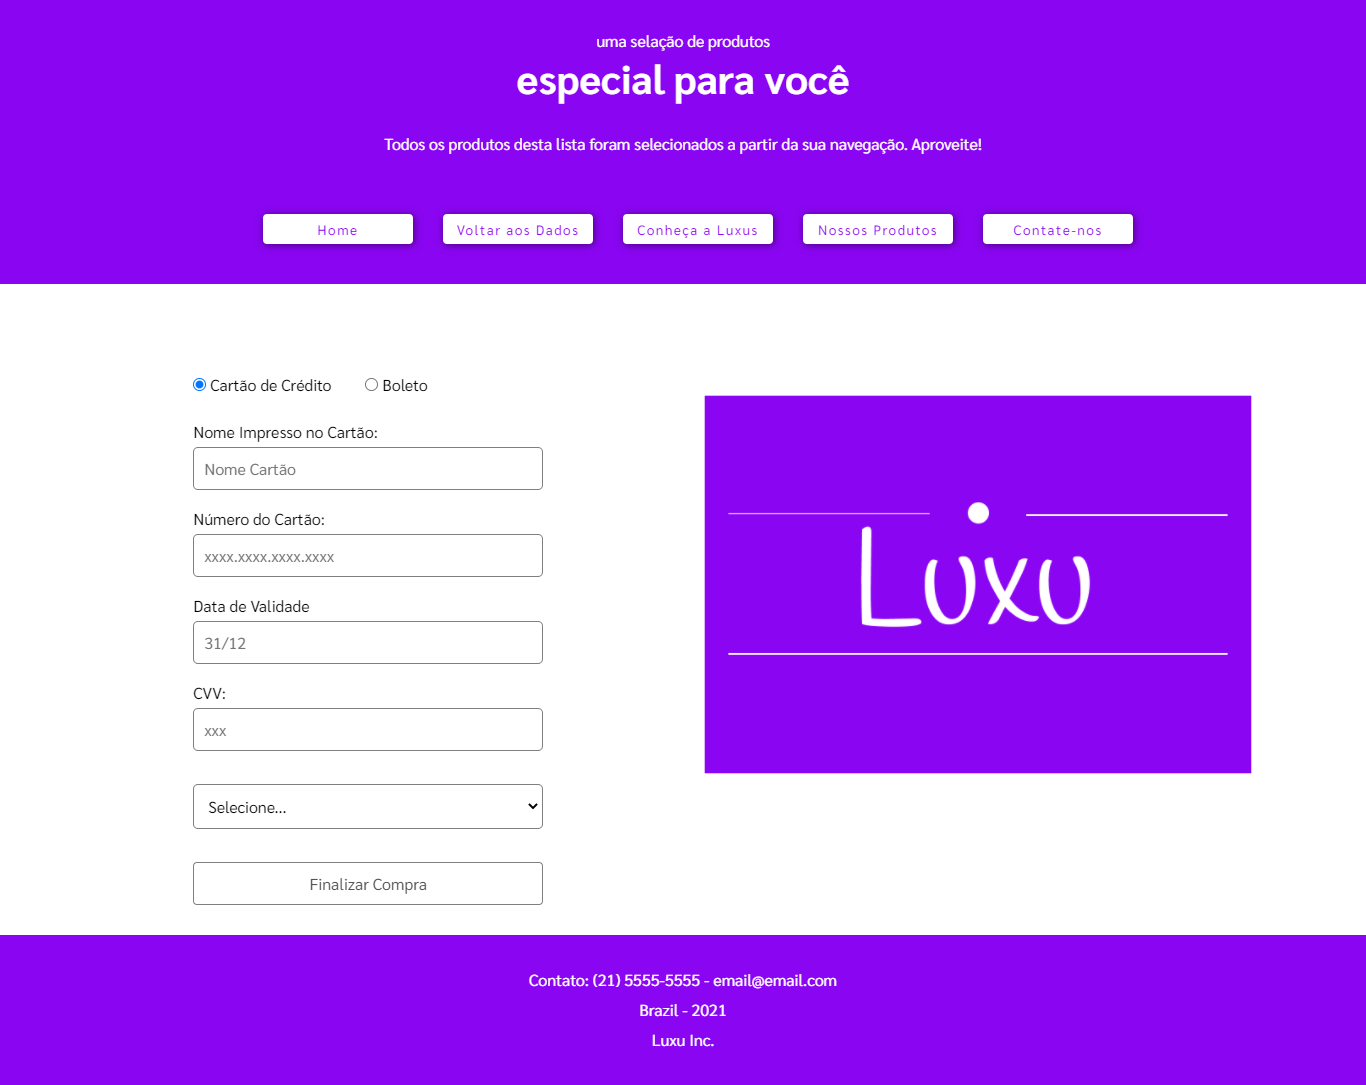 uma selação de produtos
especial para você
Todos os produtos desta lista foram selecionados a partir da sua navegação. Aproveite!
Home
Voltar aos Dados
Conheça a Luxus
Nossos Produtos
Contate-nos
Cartão de Crédito
Boleto
Nome Impresso no Cartão:
Nome Cartão
Número do Cartão:
xxxx.xxxx.xxxx.xxxx
Data de Validade
31/12
CVV:
xxx
Selecione...
Finalizar Compra
Luxu
Contato: (21) 5555-5555 - email@email.com
Brazil - 2021
Luxu Inc.